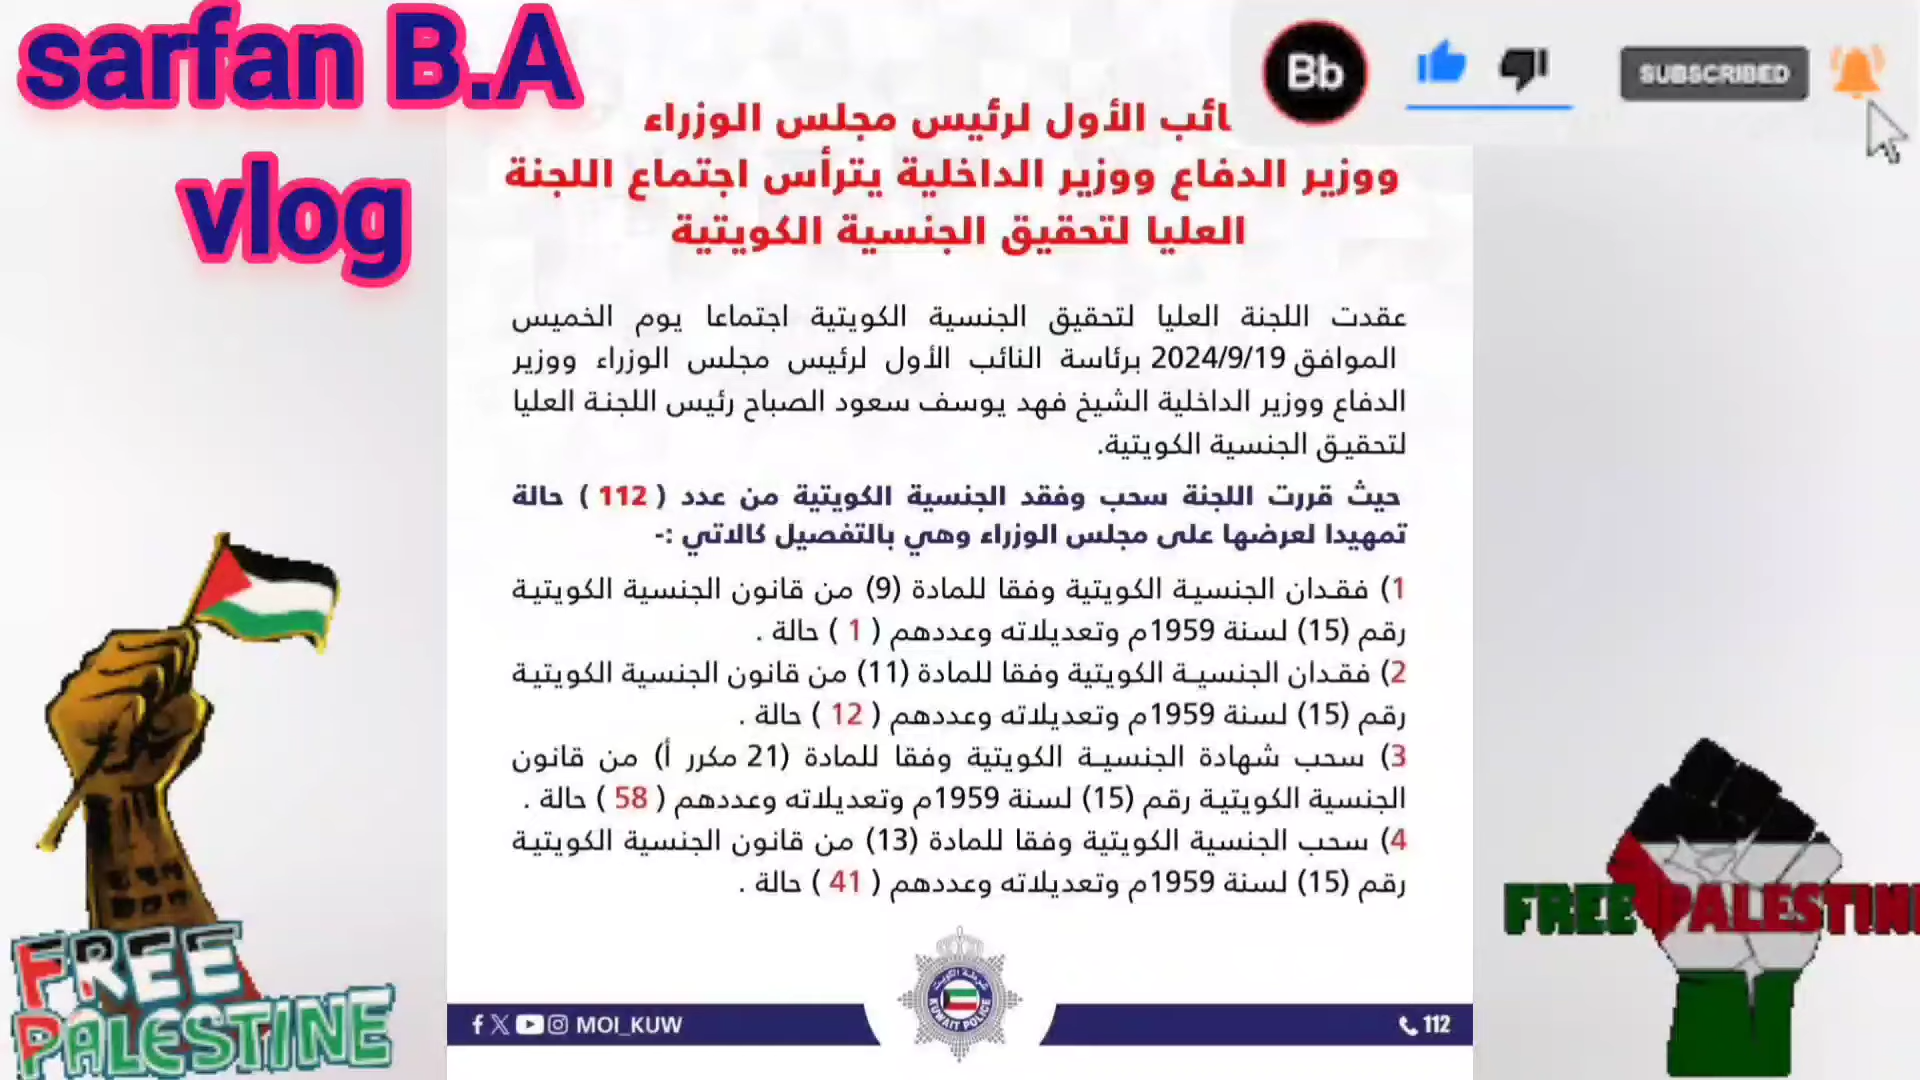 sarfan B.A
vlog
Bb
SUBSCRIBED
الأول لرئيس مجلس الوزراء
ووزير الدفاع ووزير الداخلية يترأس اجتماع اللجنة
العليا لتحقيق الجنسية الكويتية
عقدت اللجنة العليا لتحقيق الجنسية الكويتية اجتماعا يوم الخميس
الموافق 2024/9/19 برئاسة النائب الأول لرئيس مجلس الوزراء ووزير
الدفاع ووزير الداخلية الشيخ فهد يوسف سعود الصباح رئيس اللجنة العليا
لتحقيق الجنسية الكويتية.
حيث قررت اللجنة سحب وفقد الجنسية الكويتية من عدد ( 112 ) حالة
تمهيدا لعرضها على مجلس الوزراء وهي بالتفصيل كالاتي :-
1) فقدان الجنسية الكويتية وفقا للمادة (9) من قانون الجنسية الكويتية
رقم (15) لسنة 1959م وتعديلاته وعددهم ( 1 ) حالة .
2) فقدان الجنسية الكويتية وفقا للمادة (11) من قانون الجنسية الكويتية
رقم (15) لسنة 1959م وتعديلاته وعددهم ( 12 ) حالة .
3) سحب شهادة الجنسية الكويتية وفقا للمادة (21 مكرر أ) من قانون
الجنسية الكويتية رقم (15) لسنة 1959م وتعديلاته وعددهم ( 58 ) حالة .
4) سحب الجنسية الكويتية وفقا للمادة (13) من قانون الجنسية الكويتية
رقم (15) لسنة 1959م وتعديلاته وعددهم ( 41 ) حالة .
FREE
PALESTINE
FREE PALESTIN
شرطة الكويت
KUWAIT POLICE
MOI_KUW
112